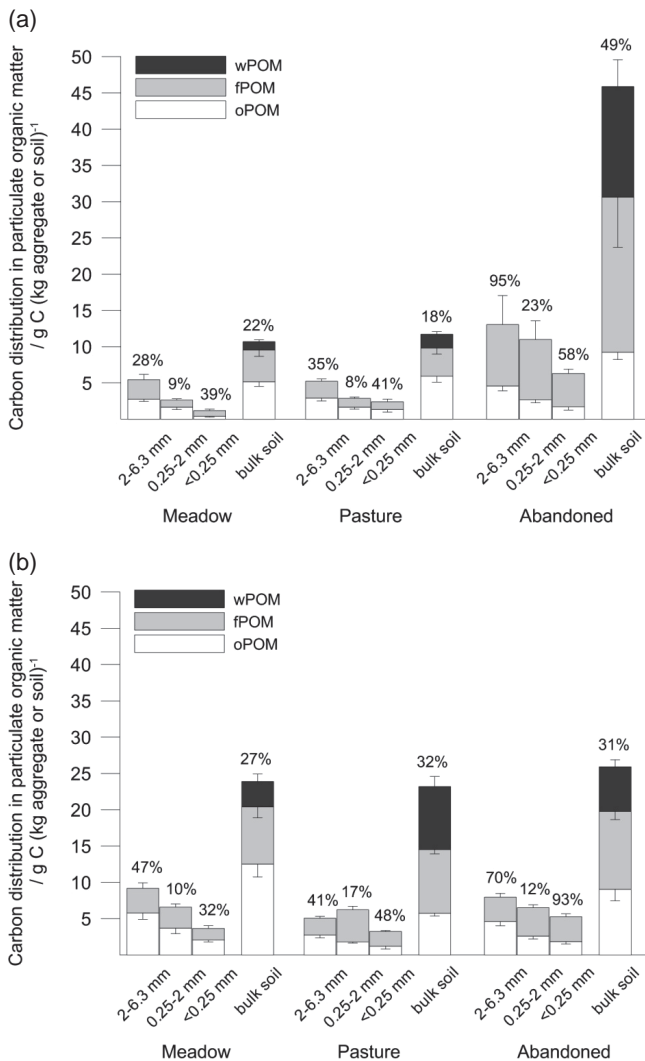 (a)
Carbon distribution in particulate organic matter
/ g C (kg aggregate or soil)-1
50
45
40
35
30
25
20
15
10
5
wPOM
fPOM
oPOM
28%
9%
39%
22%
35%
8%
41%
18%
95%
23%
58%
49%
2-6.3 mm
0.25-2 mm
<0.25 mm
bulk soil
2-6.3 mm
0.25-2 mm
<0.25 mm
bulk soil
2-6.3 mm
0.25-2 mm
<0.25 mm
bulk soil
Meadow
Pasture
Abandoned
(b)
Carbon distribution in particulate organic matter
/ g C (kg aggregate or soil)-1
50
45
40
35
30
25
20
15
10
5
wPOM
fPOM
oPOM
47%
10%
32%
27%
41%
17%
48%
32%
70%
12%
93%
31%
2-6.3 mm
0.25-2 mm
<0.25 mm
bulk soil
2-6.3 mm
0.25-2 mm
<0.25 mm
bulk soil
2-6.3 mm
0.25-2 mm
<0.25 mm
bulk soil
Meadow
Pasture
Abandoned